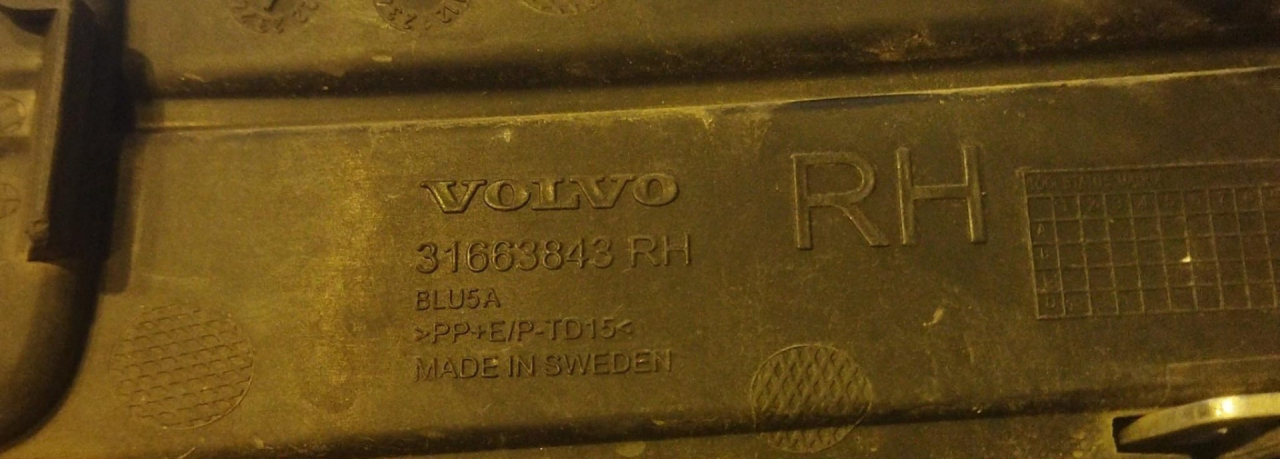 VOLVO
31663843 RH
BLU5A
>PP+E/P-TD15<
MADE IN SWEDEN
RH